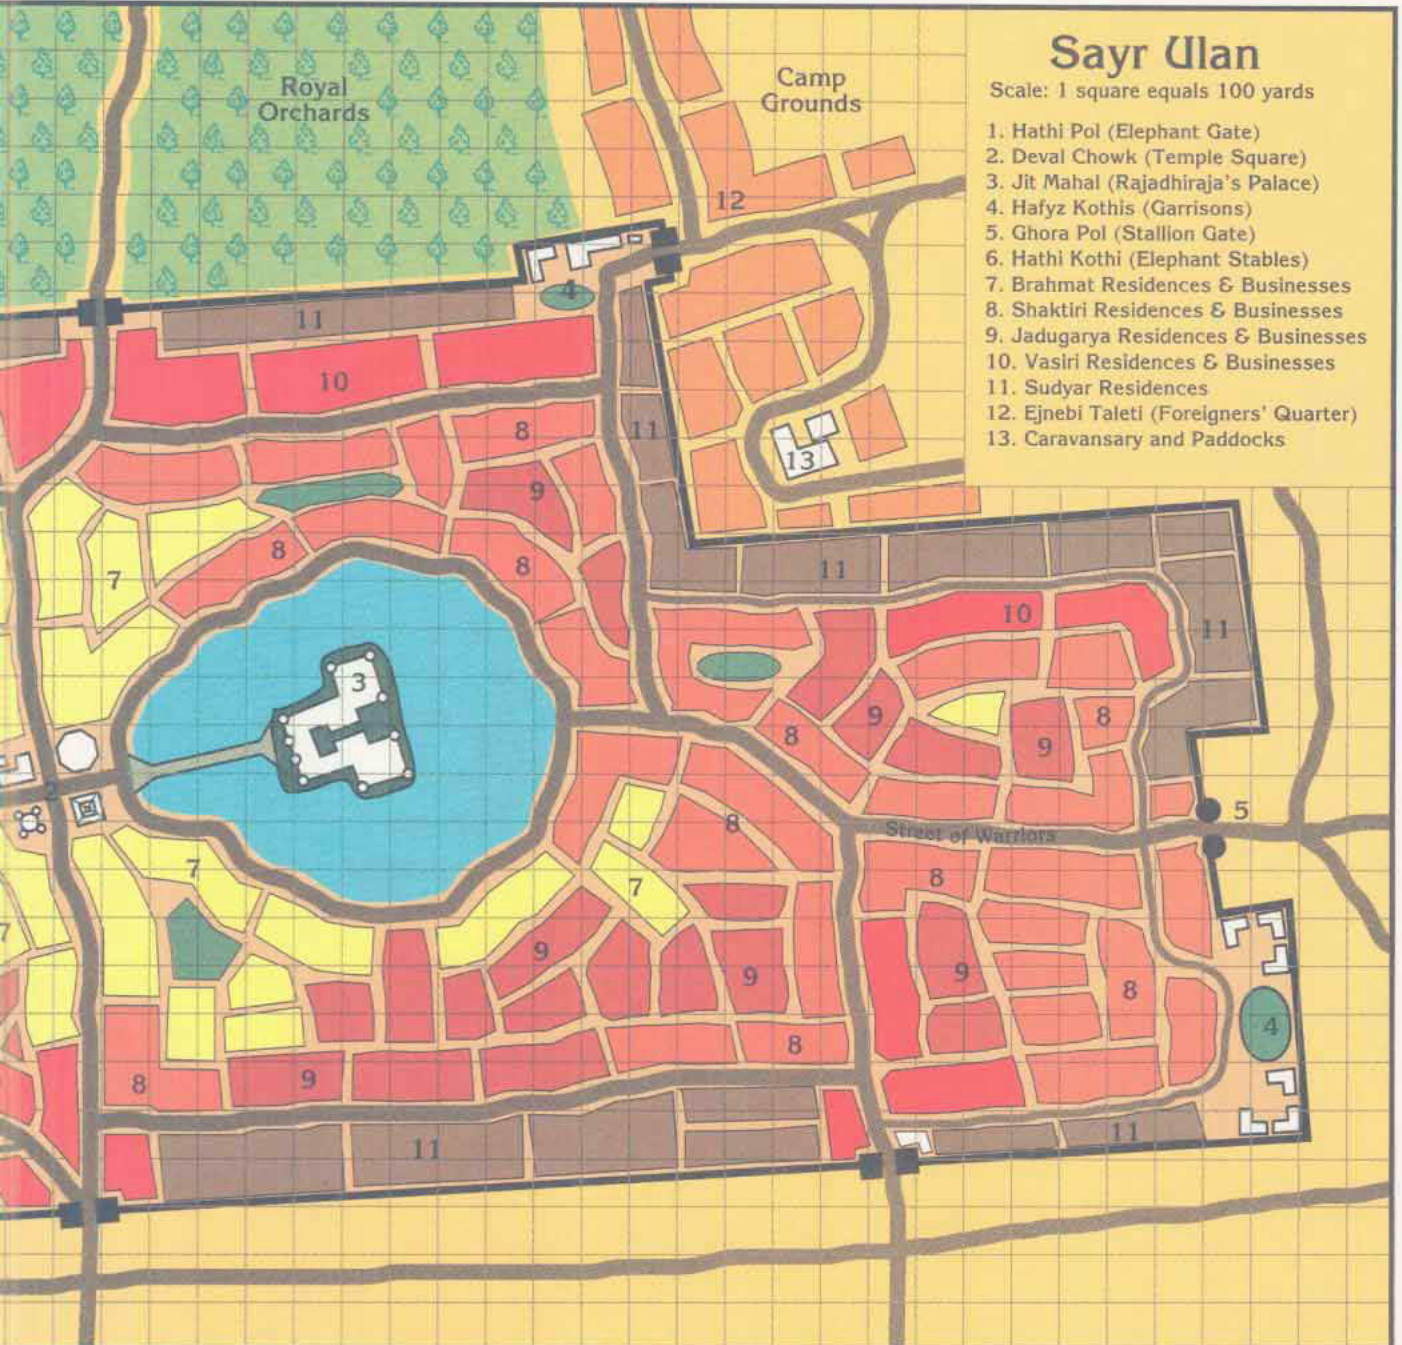 Sayr Ulan
Scale: 1 square equals 100 yards
1. Hathi Pol (Elephant Gate)
2. Deval Chowk (Temple Square)
3. Jit Mahal (Rajadhiraja's Palace)
4. Hafyz Kothis (Garrisons)
5. Ghora Pol (Stallion Gate)
6. Hathi Kothi (Elephant Stables)
7. Brahmat Residences & Businesses
8. Shaktiri Residences & Businesses
9. Jadugarya Residences & Businesses
10. Vasiri Residences & Businesses
11. Sudyar Residences
12. Ejnebi Taleti (Foreigners' Quarter)
13. Caravansary and Paddocks
Royal
Orchards
Camp
Grounds
12
4
11
10
8
11
13
9
8
8
7
11
10
11
3
9
8
8
9
2
5
8
Street of Warriors
7
8
7
7
9
9
9
8
4
8
8
9
11
11